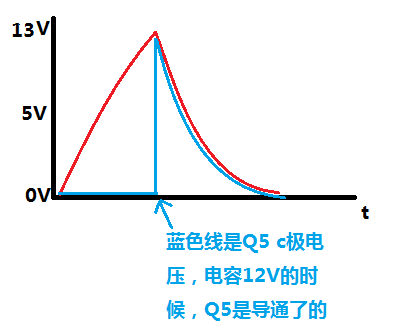 13V
5V
0V
t
蓝色线是Q5 c极电
压，电容12V的时
候，Q5是导通了的